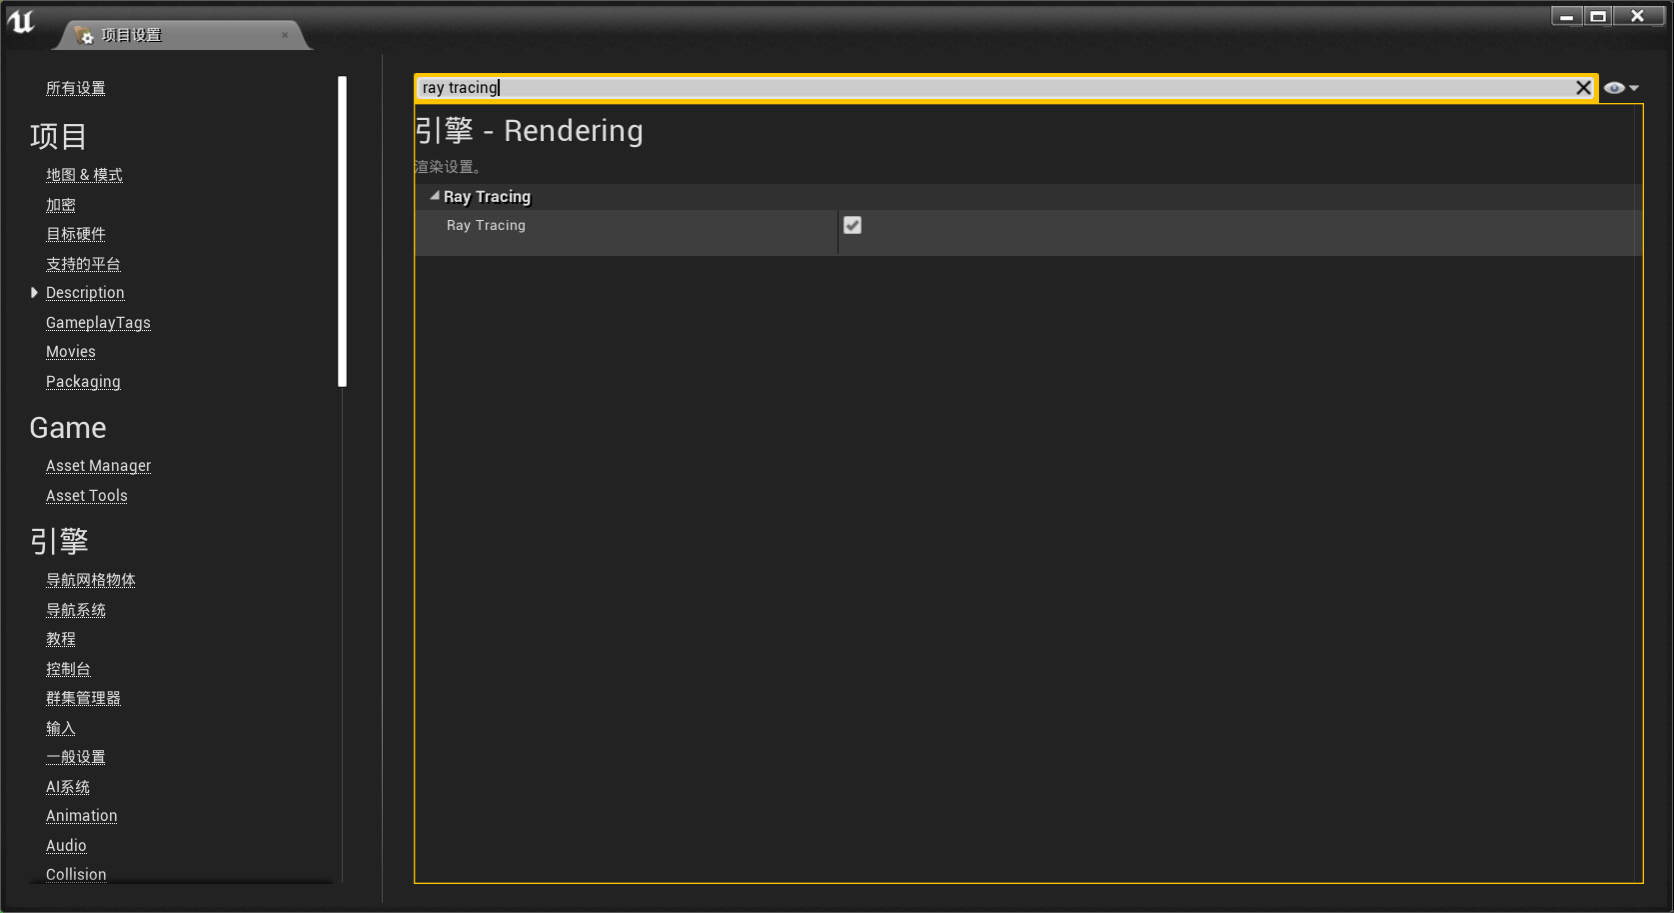 项目设置
所有设置
项目
地图 & 模式
加密
目标硬件
支持的平台
Description
GameplayTags
Movies
Packaging
Game
Asset Manager
Asset Tools
引擎
导航网格物体
导航系统
教程
控制台
群集管理器
输入
一般设置
AI系统
Animation
Audio
Collision
ray tracing
引擎 - Rendering
渲染设置。
Ray Tracing
Ray Tracing